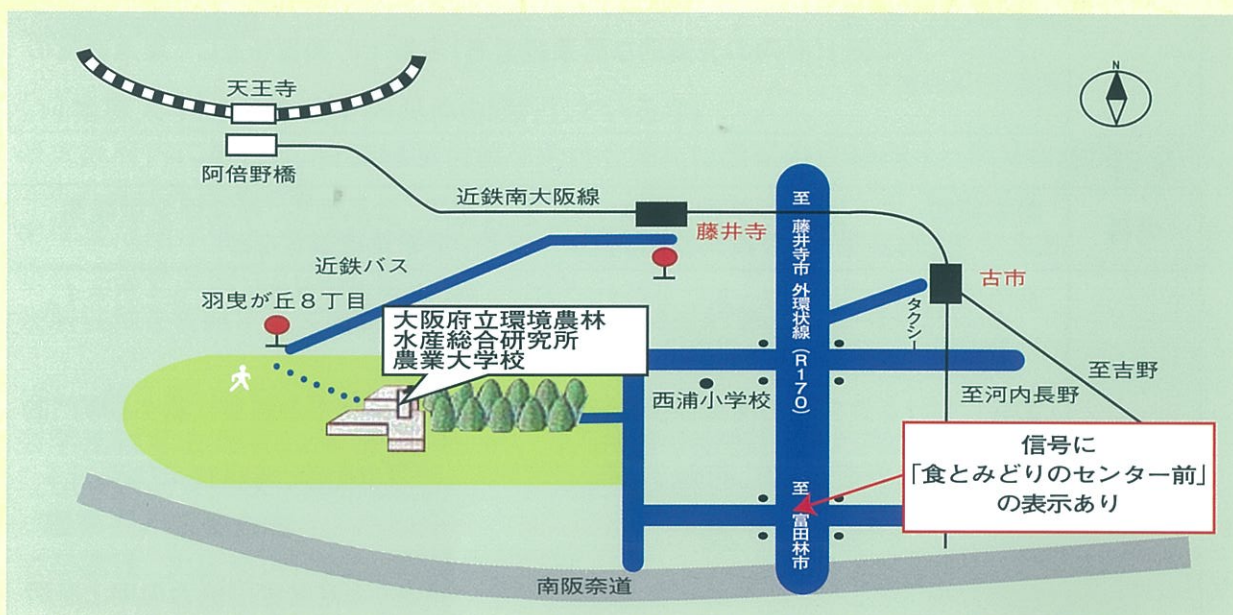 天王寺
N
阿倍野橋
近鉄南大阪線
藤井寺
近鉄バス
羽曳が丘８丁目
至 藤井寺市 外環状線（R170）
古市
タクシー
大阪府立環境農林
水産総合研究所
農業大学校
西浦小学校
至河内長野
至吉野
信号に
「食とみどりのセンター前」
の表示あり
至 富田林市
南阪奈道